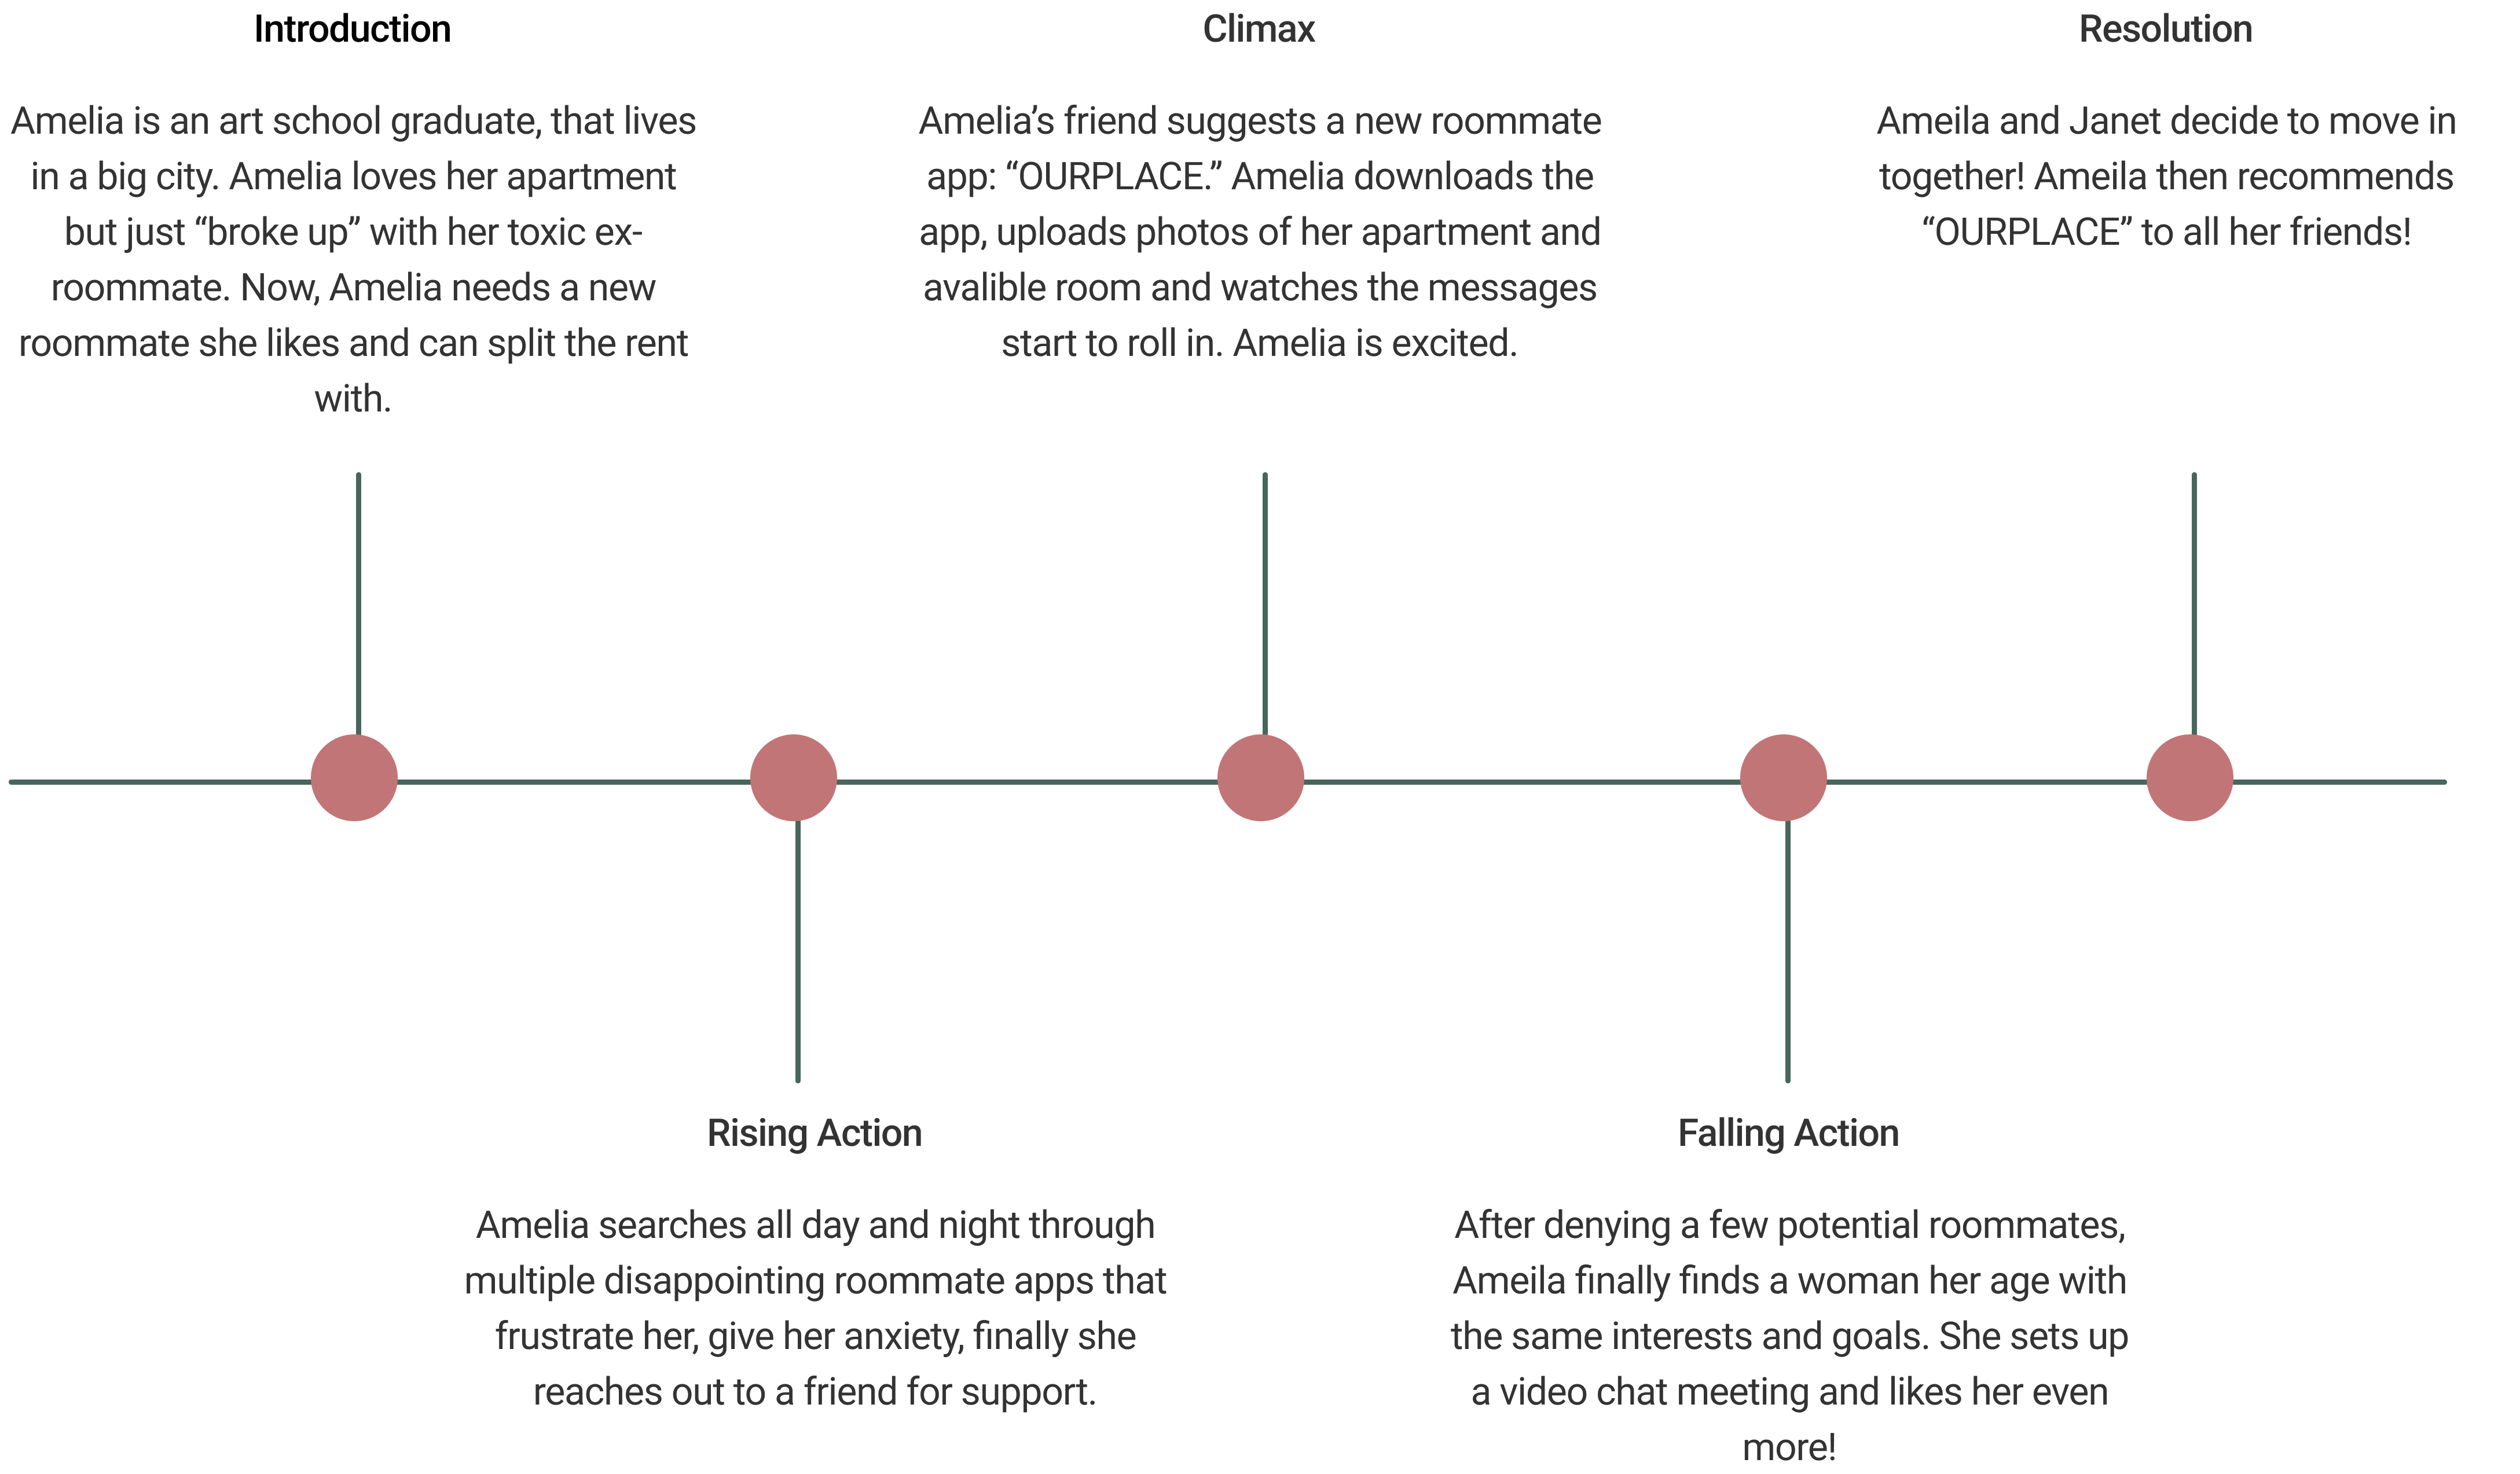 Introduction
Amelia is an art school graduate, that lives
in a big city. Amelia loves her apartment
but just “broke up” with her toxic ex-
roommate. Now, Amelia needs a new
roommate she likes and can split the rent
with.
Climax
Amelia’s friend suggests a new roommate
app: “OURPLACE.” Amelia downloads the
app, uploads photos of her apartment and
avalible room and watches the messages
start to roll in. Amelia is excited.
Resolution
Ameila and Janet decide to move in
together! Ameila then recommends
“OURPLACE” to all her friends!
Rising Action
Amelia searches all day and night through
multiple disappointing roommate apps that
frustrate her, give her anxiety, finally she
reaches out to a friend for support.
Falling Action
After denying a few potential roommates,
Ameila finally finds a woman her age with
the same interests and goals. She sets up
a video chat meeting and likes her even
more!